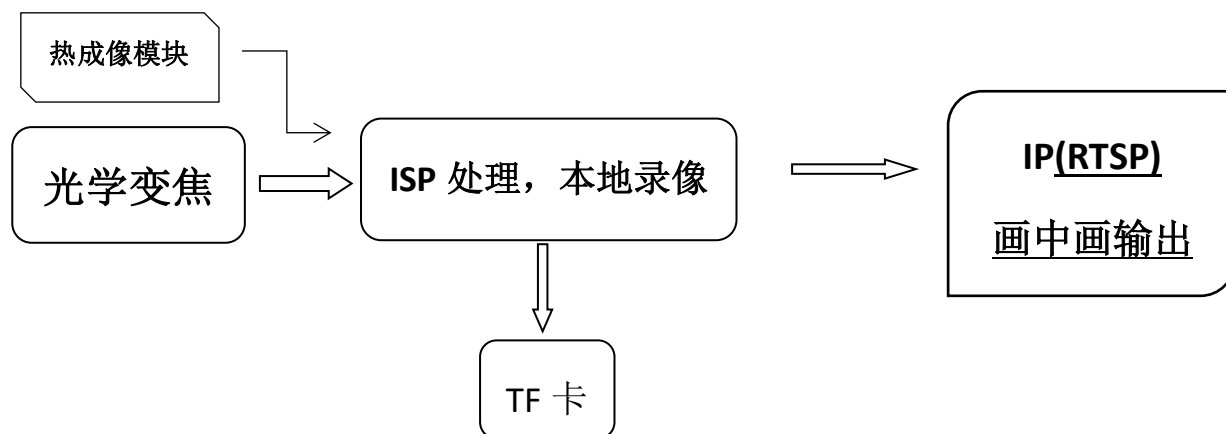 热成像模块
光学变焦
ISP 处理，本地录像
IP(RTSP)
画中画输出
TF 卡